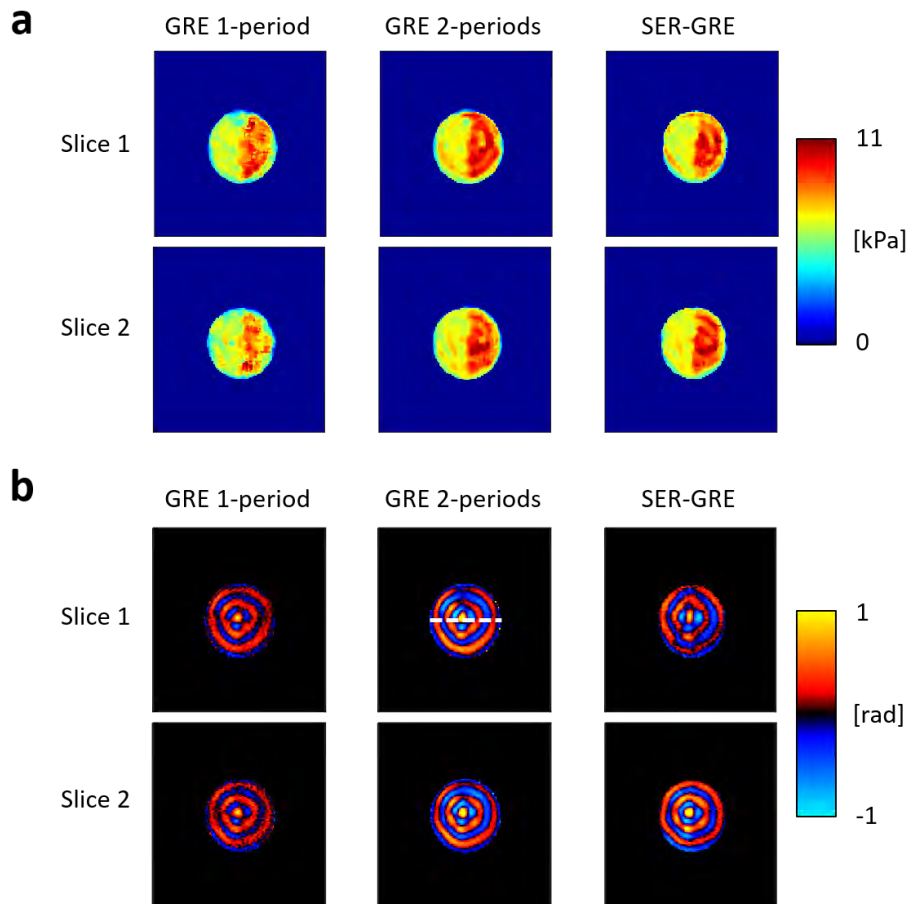 a
GRE 1-period GRE 2-periods SER-GRE
Slice 1
11
[kPa]
Slice 2
0
b
GRE 1-period GRE 2-periods SER-GRE
Slice 1
1
[rad]
Slice 2
-1